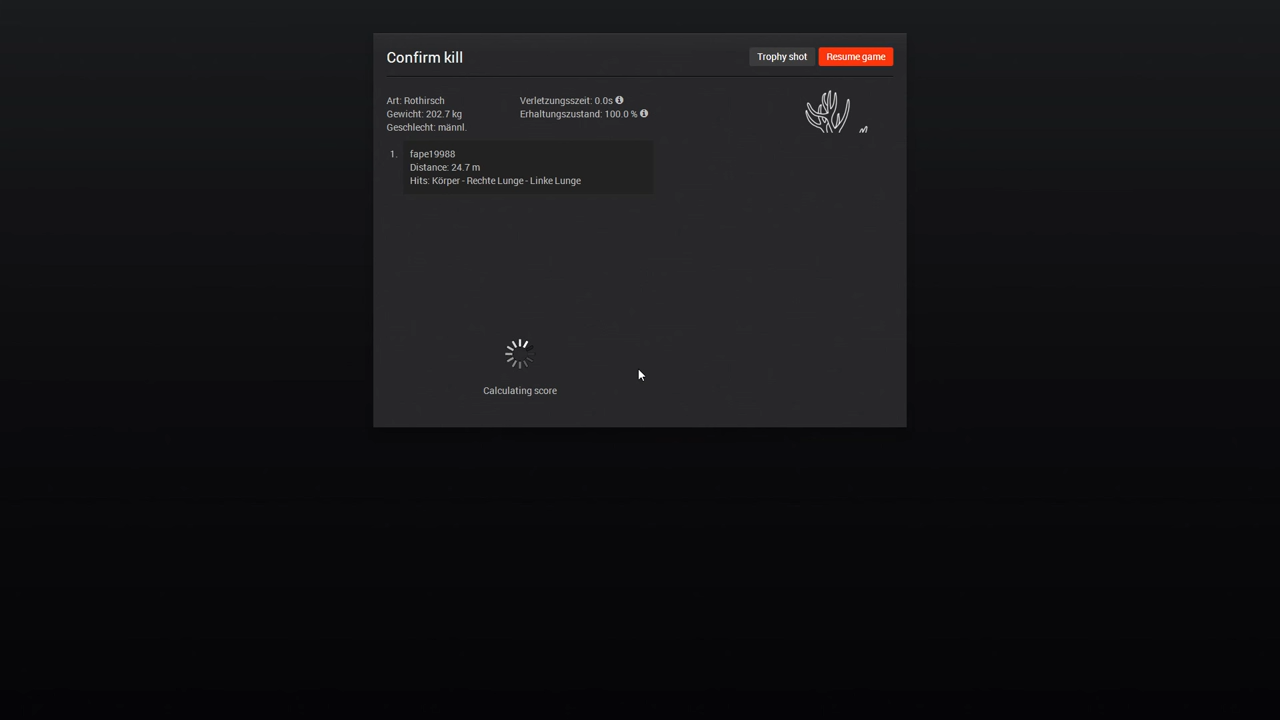 Confirm kill
Trophy shot
Resume game
Art: Rothirsch
Gewicht: 202.7 kg
Geschlecht: männl.
Verletzungsszeit: 0.0s
Erhaltungszustand: 100.0 %
1. fape19988
Distance: 24.7 m
Hits: Körper - Rechte Lunge - Linke Lunge
Calculating score